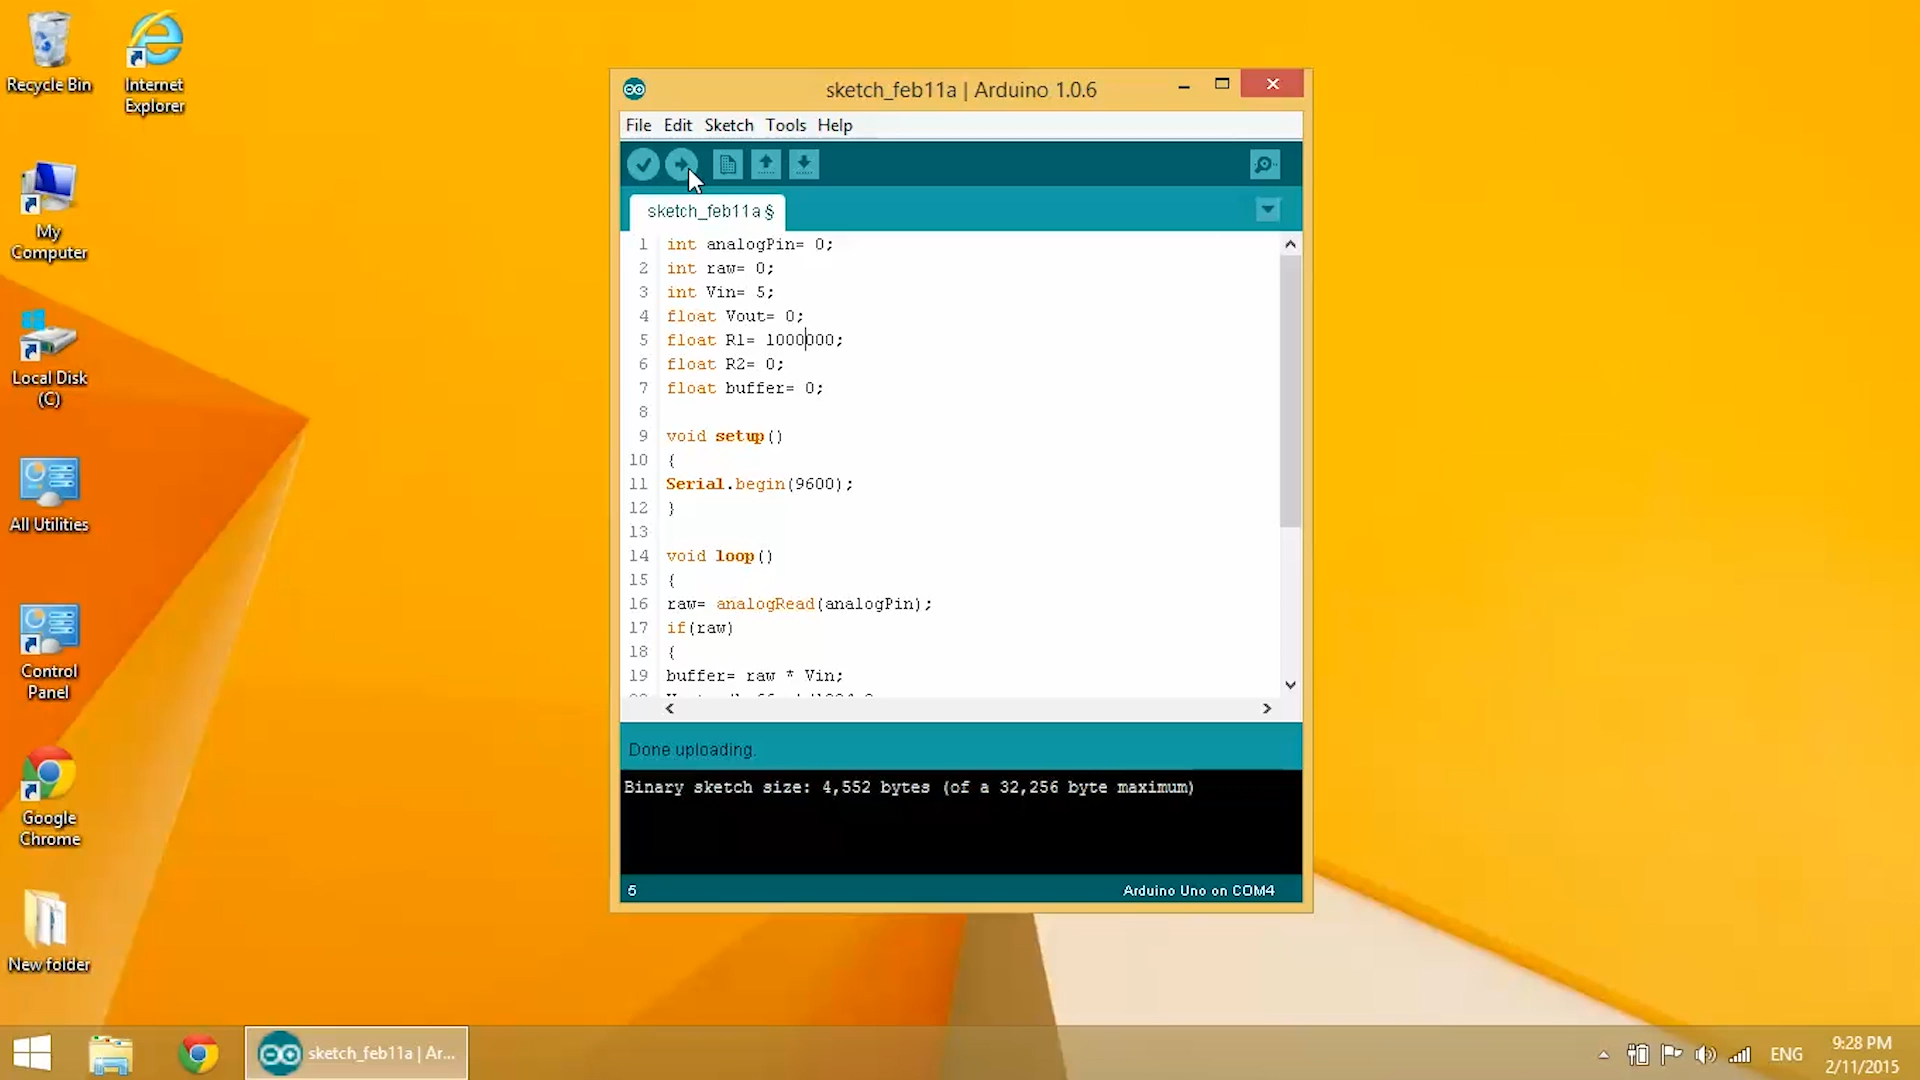 Recycle Bin
Internet
Explorer
My
Computer
Local Disk
(C)
All Utilities
Control
Panel
Google
Chrome
New folder
sketch_feb11a | Arduino 1.0.6
File Edit Sketch Tools Help
sketch_feb11a §
1 int analogPin= 0;
2 int raw= 0;
3 int Vin= 5;
4 float Vout= 0;
5 float R1= 1000000;
6 float R2= 0;
7 float buffer= 0;
8
9 void setup()
10 {
11 Serial.begin(9600);
12 }
13
14 void loop()
15 {
16 raw= analogRead(analogPin);
17 if(raw)
18 {
19 buffer= raw * Vin;
Done uploading.
Binary sketch size: 4,552 bytes (of a 32,256 byte maximum)
5 Arduino Uno on COM4
sketch_feb11a | Ar...
ENG
9:28 PM
2/11/2015